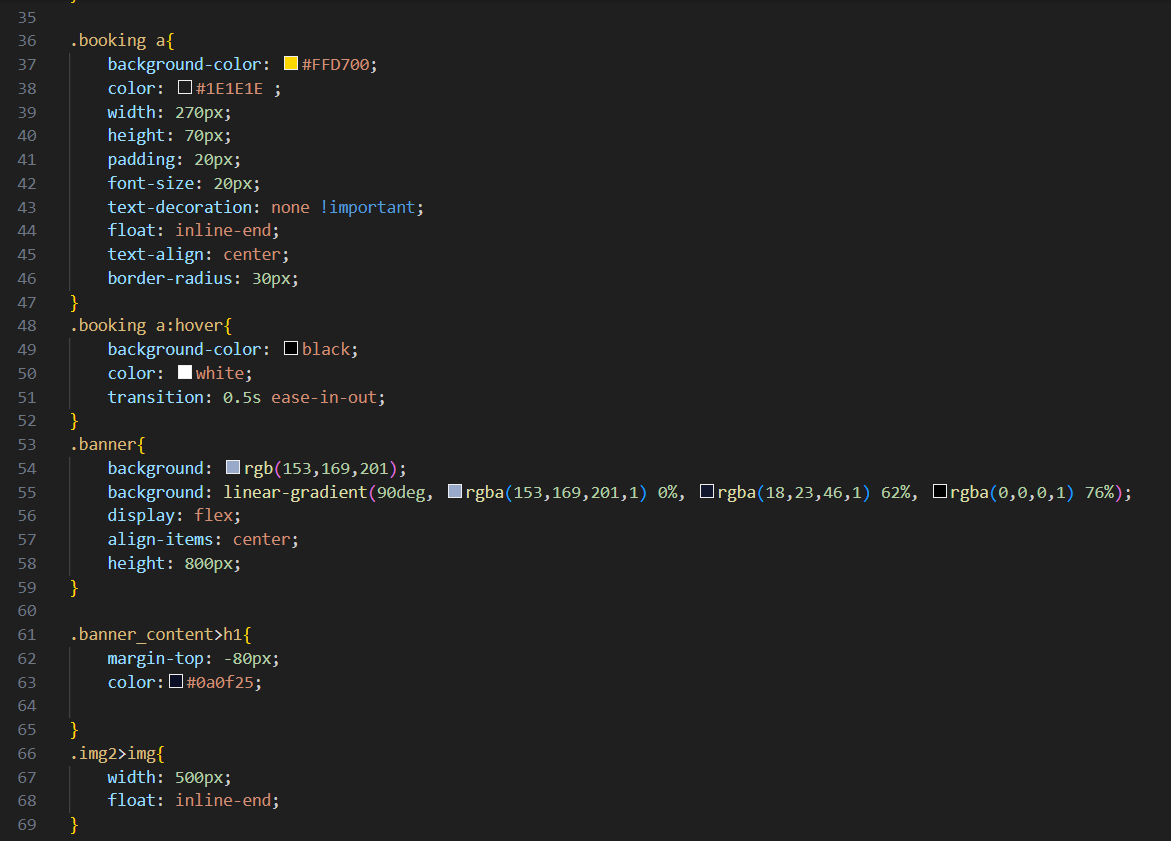 }
35
36 .booking a{
37     background-color: #FFD700;
38     color: #1E1E1E ;
39     width: 270px;
40     height: 70px;
41     padding: 20px;
42     font-size: 20px;
43     text-decoration: none !important;
44     float: inline-end;
45     text-align: center;
46     border-radius: 30px;
47 }
48 .booking a:hover{
49     background-color: black;
50     color: white;
51     transition: 0.5s ease-in-out;
52 }
53 .banner{
54     background: rgb(153,169,201);
55     background: linear-gradient(90deg, rgba(153,169,201,1) 0%, rgba(18,23,46,1) 62%, rgba(0,0,0,1) 76%);
56     display: flex;
57     align-items: center;
58     height: 800px;
59 }
60
61 .banner_content>h1{
62     margin-top: -80px;
63     color:#0a0f25;
64
65 }
66 .img2>img{
67     width: 500px;
68     float: inline-end;
69 }